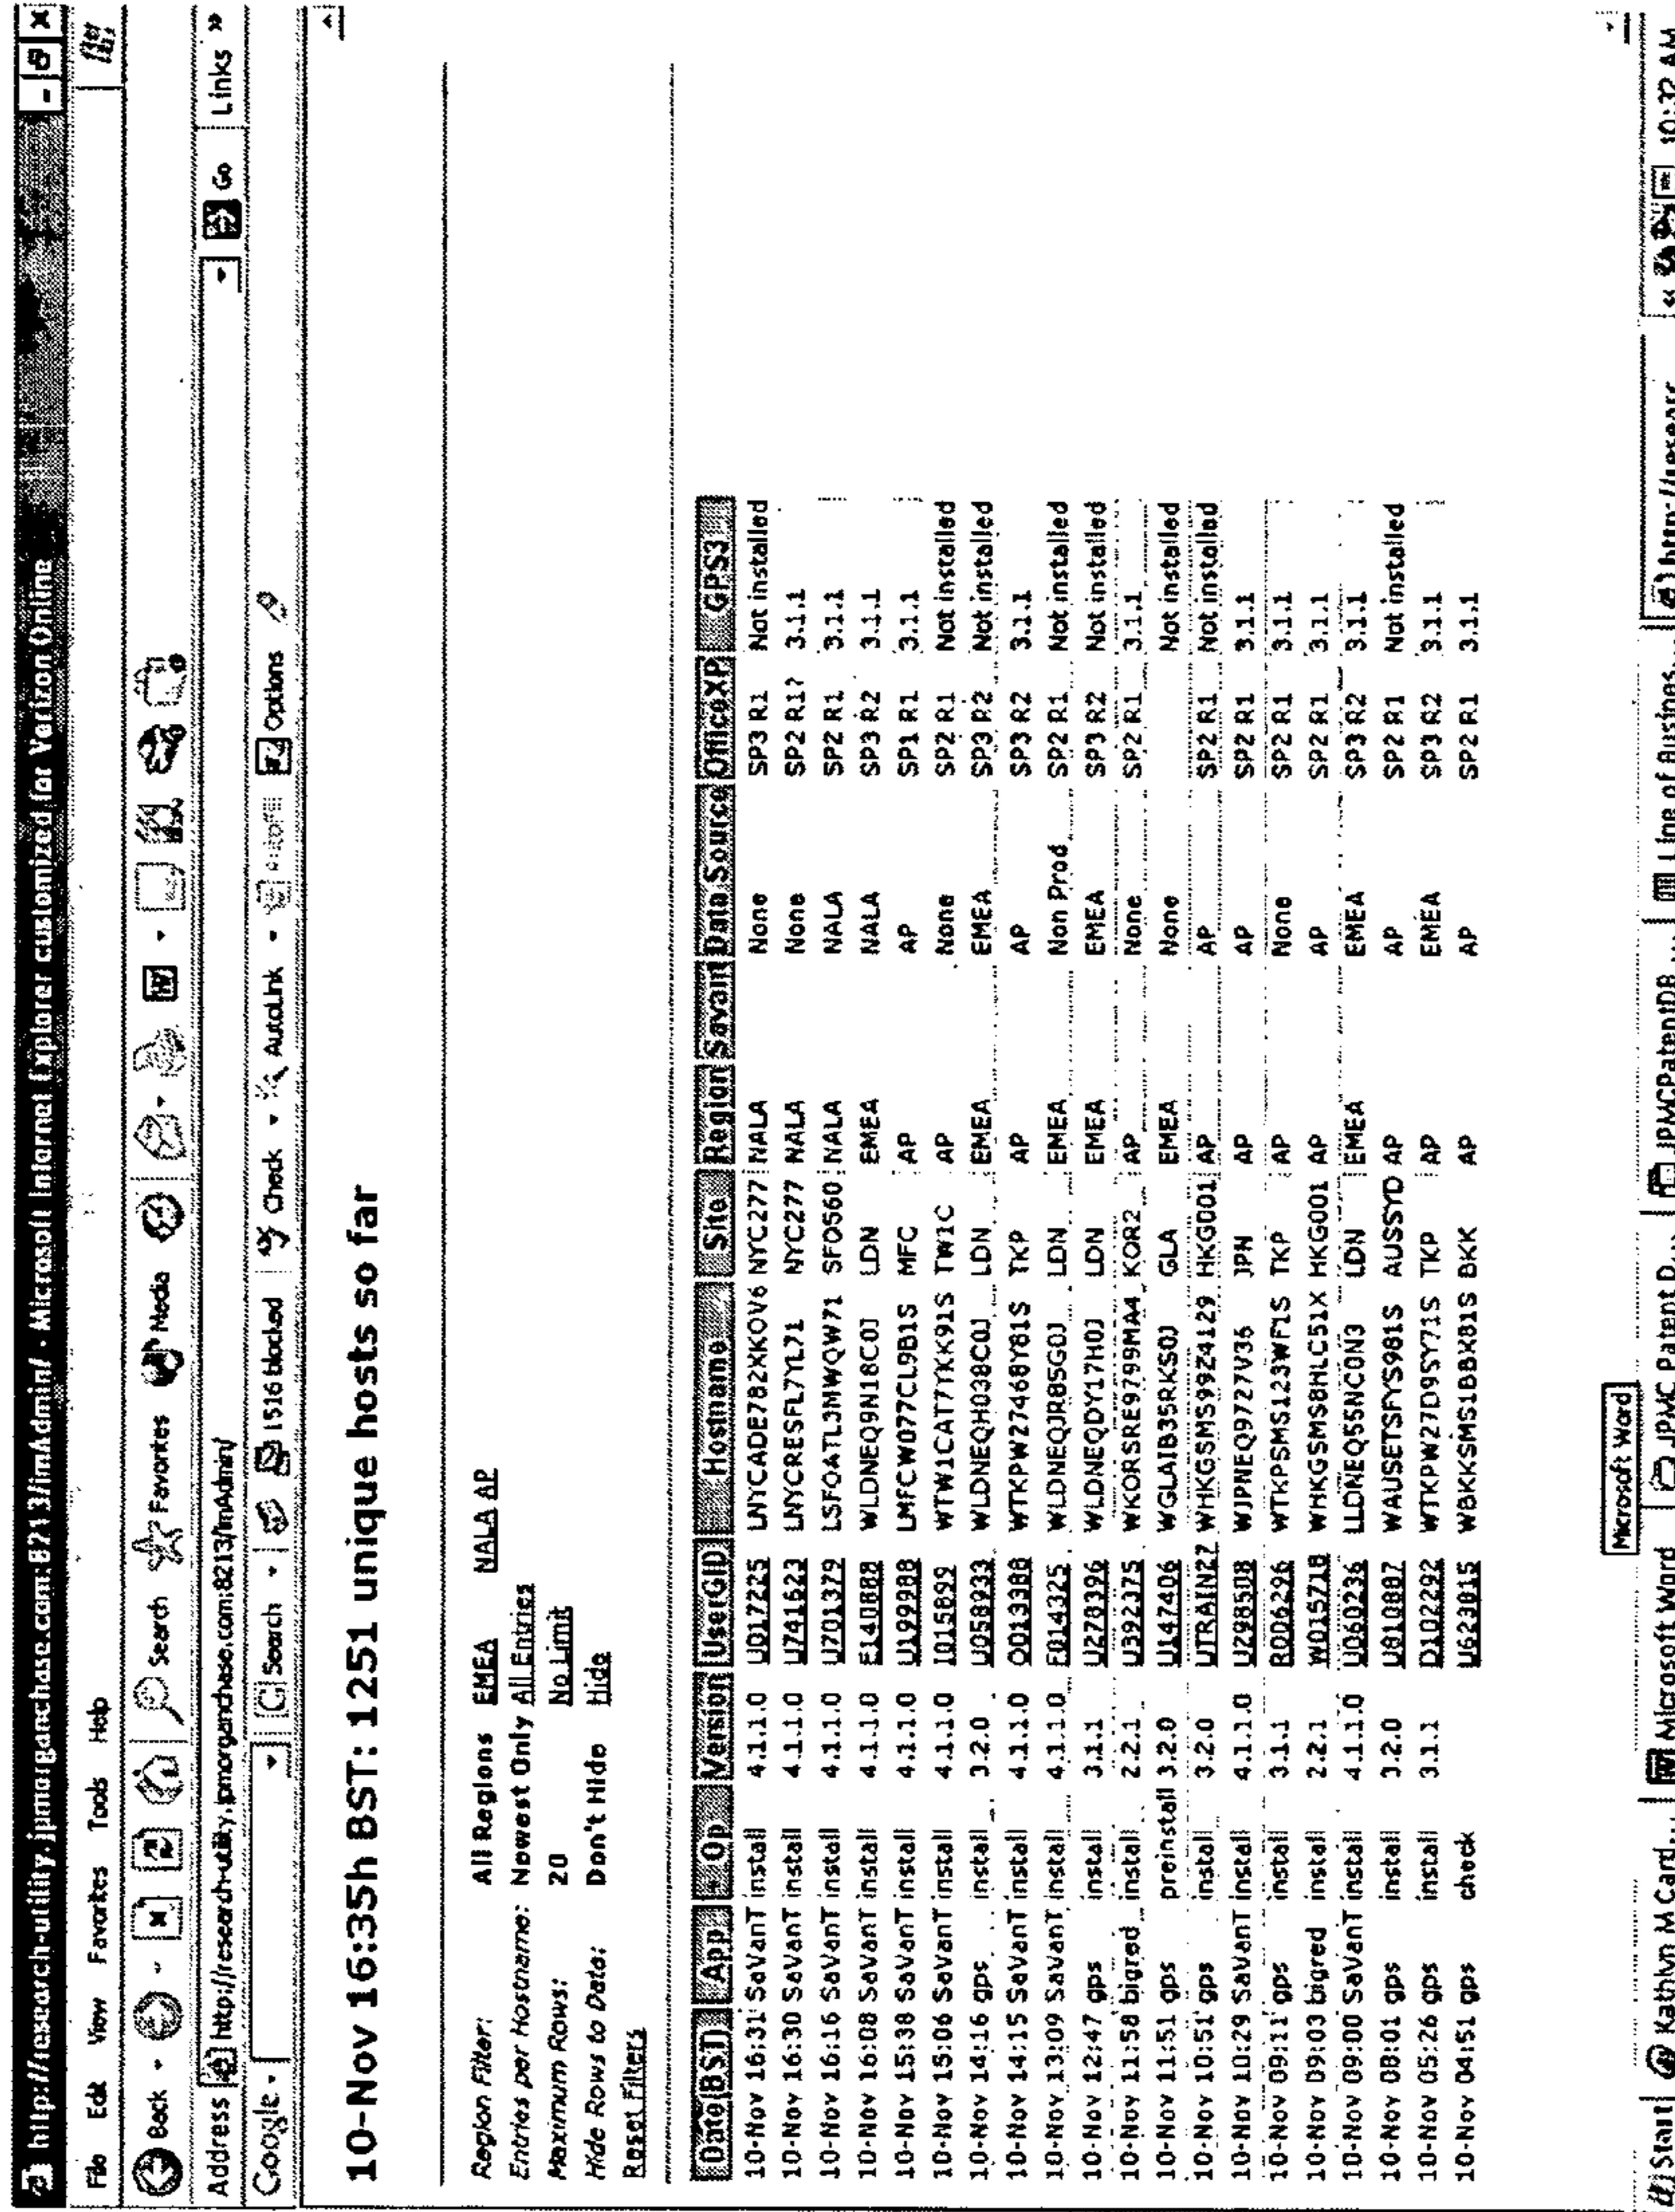 http://research-utility.jpmorganchase.com:8213/imAdmin/ - Microsoft Internet Explorer customized for Verizon Online
File Edit View Favorites Tools Help
Back Search Favorites Media
Address http://research-utility.jpmorganchase.com:8213/imAdmin/ Go Links »
Google Search 1516 blocked Check AutoLink AutoFill Options
10-Nov 16:35h BST: 1251 unique hosts so far
Region Filter: All Regions EMEA NALA AP
Entries per Hostname: Newest Only All Entries
Maximum Rows: 20 No Limit
Hide Rows to Data: Don't Hide Hide
Reset Filters
Date(BST) App Op Version UserGID Hostname Site Region Savant Data Source OfficeXP GPS3
10-Nov 16:31 SaVanT install 4.1.1.0 U017225 LNYCADE782XKOV6 NYC277 NALA None SP3 R1 Not installed
10-Nov 16:30 SaVanT install 4.1.1.0 U741623 LNYCRESFL7YL71 NYC277 NALA None SP2 R1? 3.1.1
10-Nov 16:16 SaVanT install 4.1.1.0 U701379 LSFOATL3MWQW71 SFO560 NALA NALA SP2 R1 3.1.1
10-Nov 16:08 SaVanT install 4.1.1.0 E140888 WLDNEQ9N18C0J LDN EMEA NALA SP3 R2 3.1.1
10-Nov 15:38 SaVanT install 4.1.1.0 U199988 LMFCW077CL9B1S MFC AP AP SP1 R1 3.1.1
10-Nov 15:06 SaVanT install 4.1.1.0 I015899 WTW1CAT7TKK91S TW1C AP None SP2 R1 Not installed
10-Nov 14:16 gps install 3.2.0 U058933 WLDNEQH038C0J LDN EMEA EMEA SP3 R2 Not installed
10-Nov 14:15 SaVanT install 4.1.1.0 O013388 WTKPW27468Y81S TKP AP AP SP3 R2 3.1.1
10-Nov 13:09 SaVanT install 4.1.1.0 F014325 WLDNEQJR85G0J LDN EMEA Non Prod SP2 R1 Not installed
10-Nov 12:47 gps install 3.1.1 U278396 WLDNEQDY17H0J LDN EMEA EMEA SP3 R2 Not installed
10-Nov 11:58 bigred install 2.2.1 U392375 WKORSRE9799MA4 KOR2 AP None SP2 R1 3.1.1
10-Nov 11:51 gps preinstall 3.2.0 U147406 WGLAIB35RKS0J GLA EMEA None Not installed
10-Nov 10:51 gps install 3.2.0 UTRAIN27 WHKGSMS99Z4129 HKG001 AP AP SP2 R1 Not installed
10-Nov 10:29 SaVanT install 4.1.1.0 U298508 WJPNEQ9727V36 JPN AP AP SP2 R1 3.1.1
10-Nov 09:11 gps install 3.1.1 R006296 WTKPSMS123WF1S TKP AP None SP2 R1 3.1.1
10-Nov 09:03 bigred install 2.2.1 W015718 WHKGSMS8HLC51X HKG001 AP AP SP2 R1 3.1.1
10-Nov 09:00 SaVanT install 4.1.1.0 U060236 LLDNEQ55NC0N3 LDN EMEA EMEA SP3 R2 3.1.1
10-Nov 08:01 gps install 3.2.0 U810887 WAUSETSFYS981S AUSSYD AP AP SP2 R1 Not installed
10-Nov 05:26 gps install 3.1.1 D102292 WTKPW27D9SY71S TKP AP EMEA SP3 R2 3.1.1
10-Nov 04:51 gps check U623815 WBKKSMS1BBX81S BKK AP AP SP2 R1 3.1.1
Microsoft Word
Start Kathlyn M Card... Microsoft Word JPMC Patent D... JPMCPatentDB ... Line of Busines... http://researc... « 10:32 AM